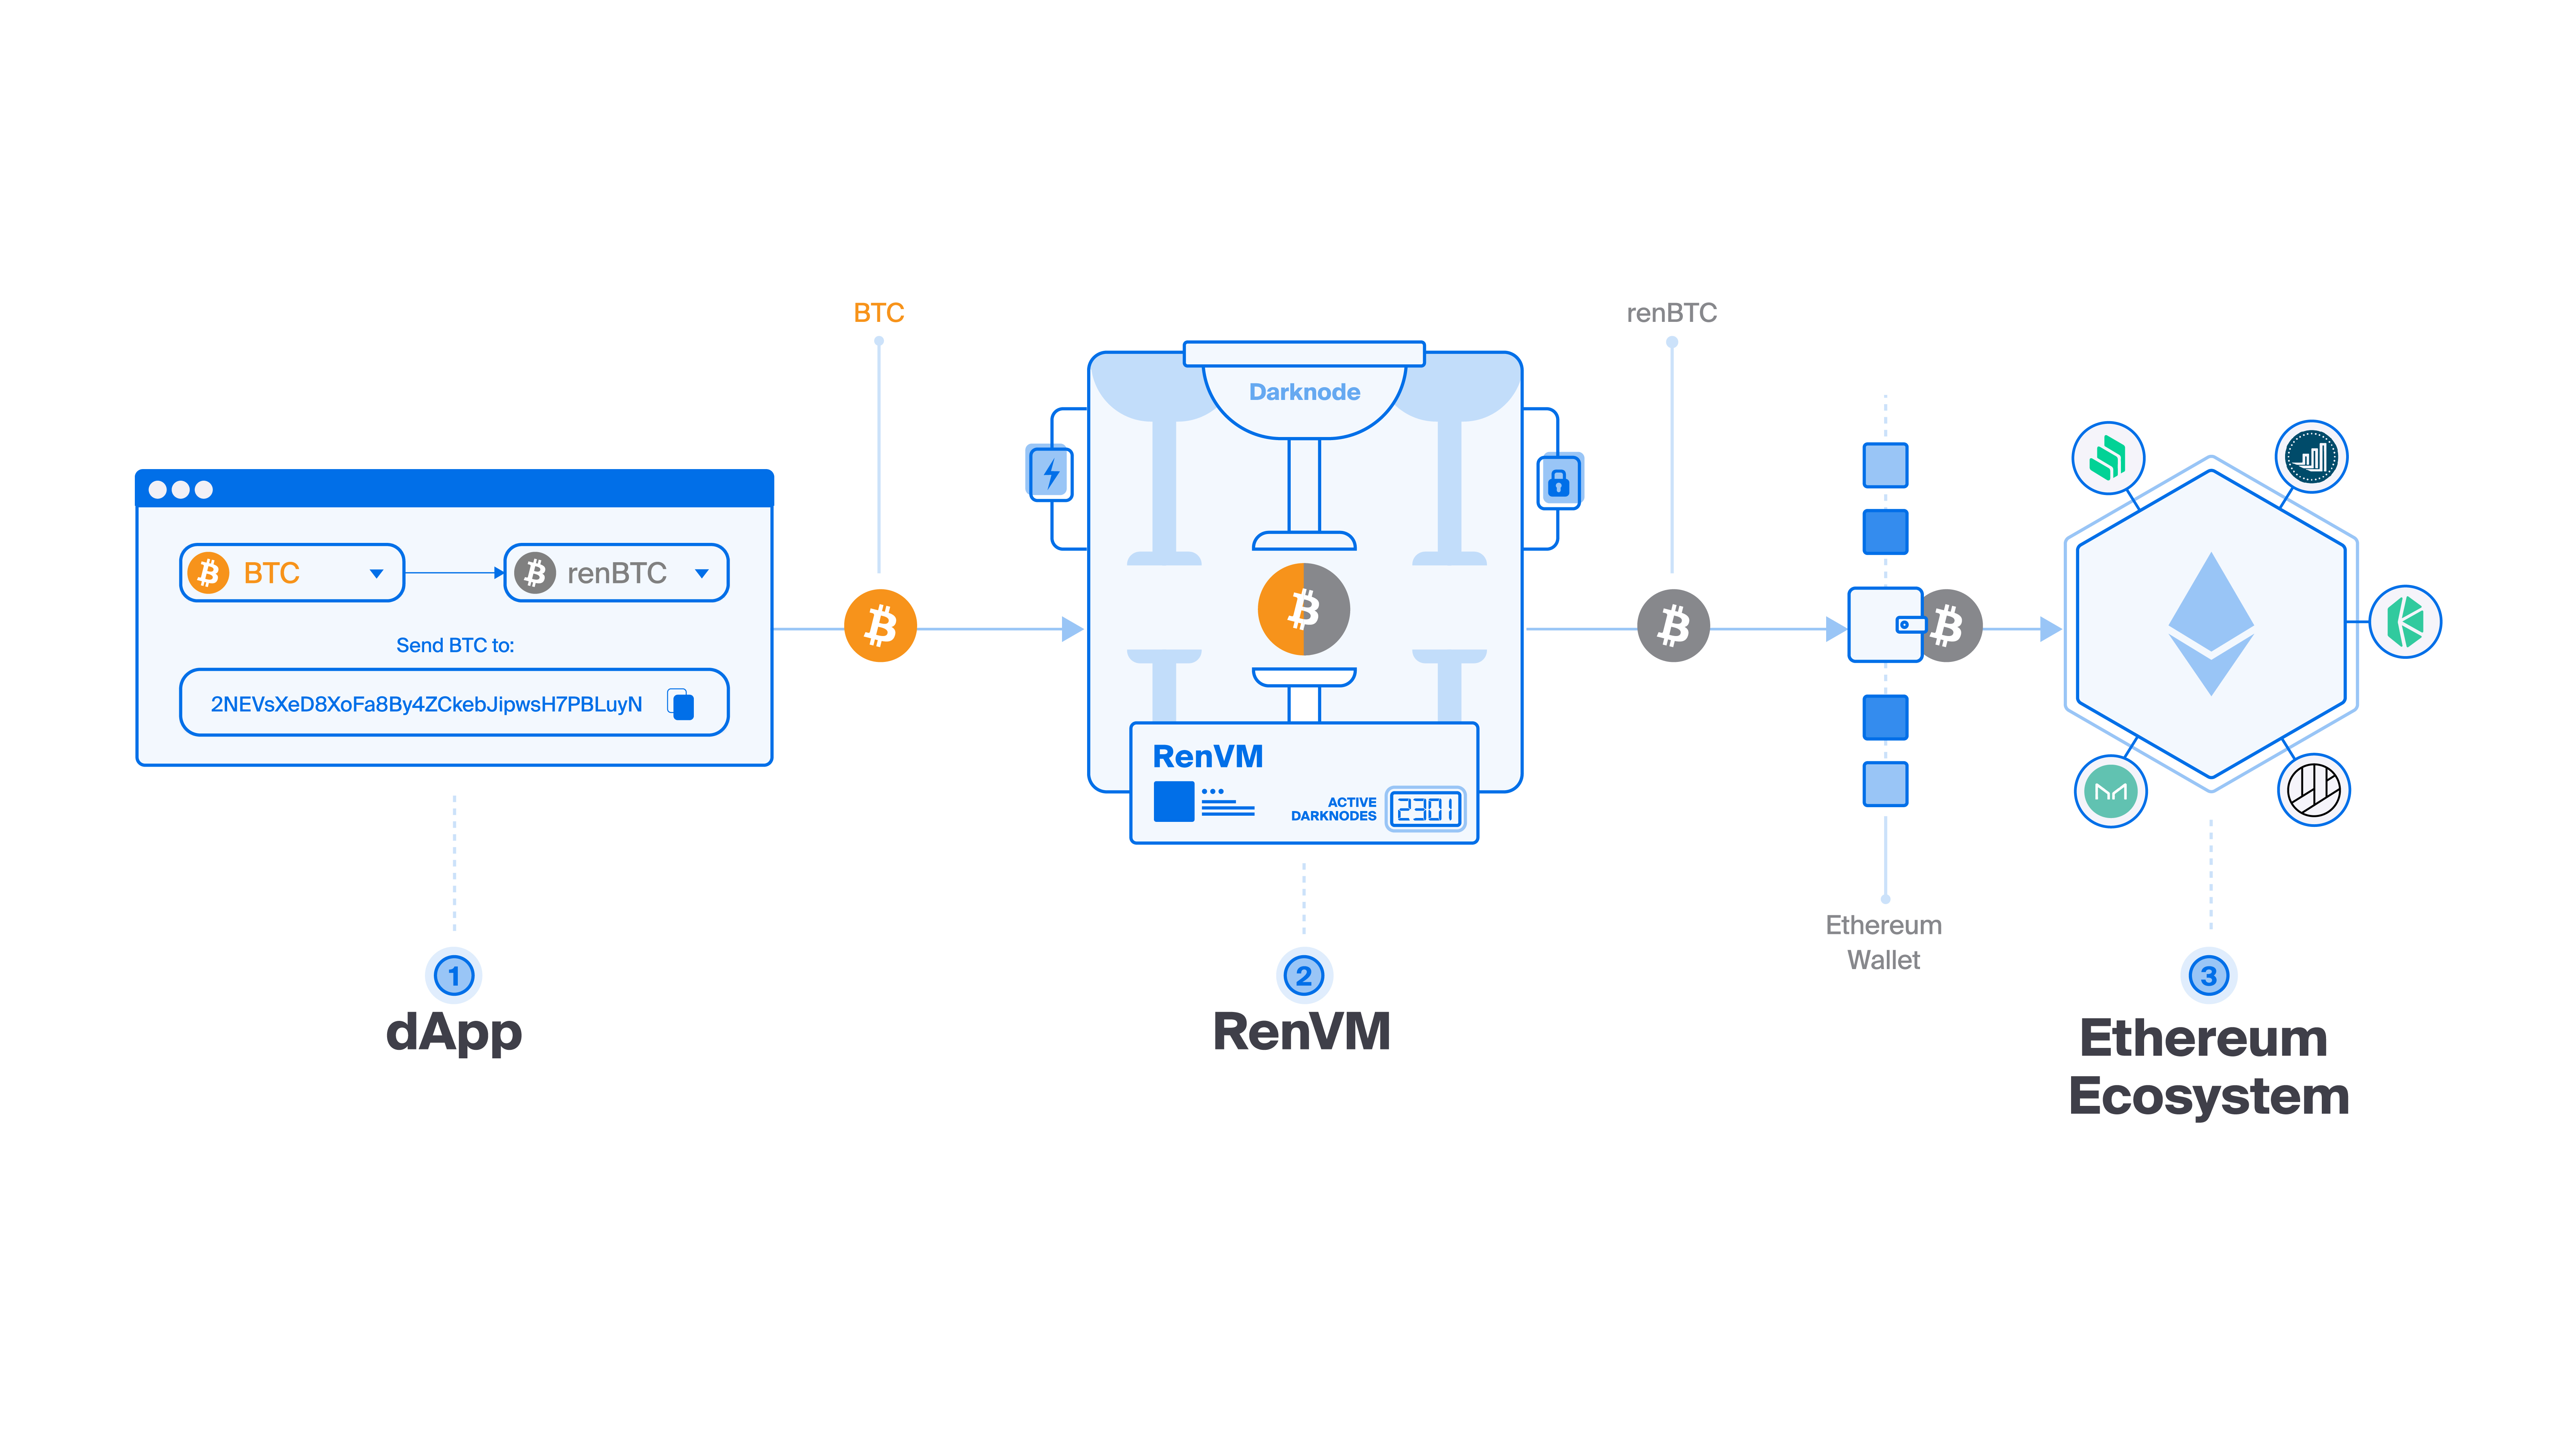 BTC
renBTC
Send BTC to:
2NEVsXeD8XoFa8By4ZCkebJipwsH7PBLuyN
BTC
Darknode
RenVM
ACTIVE
DARKNODES
2301
renBTC
Ethereum
Wallet
1
dApp
2
RenVM
3
Ethereum
Ecosystem